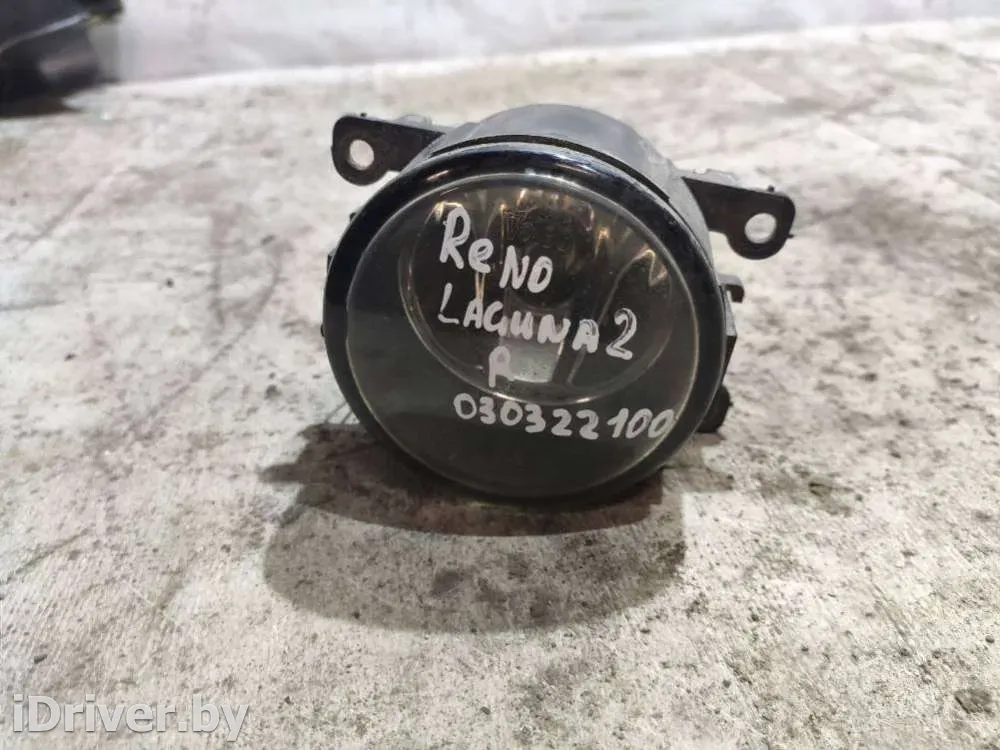 ReNO
LAGUNA2
R
030322100
iDriver.by